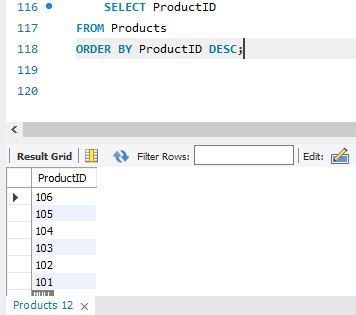 116 SELECT ProductID
117 FROM Products
118 ORDER BY ProductID DESC;
119
120
Result Grid Filter Rows: Edit:
ProductID
106
105
104
103
102
101
NULL
Products 12 ×